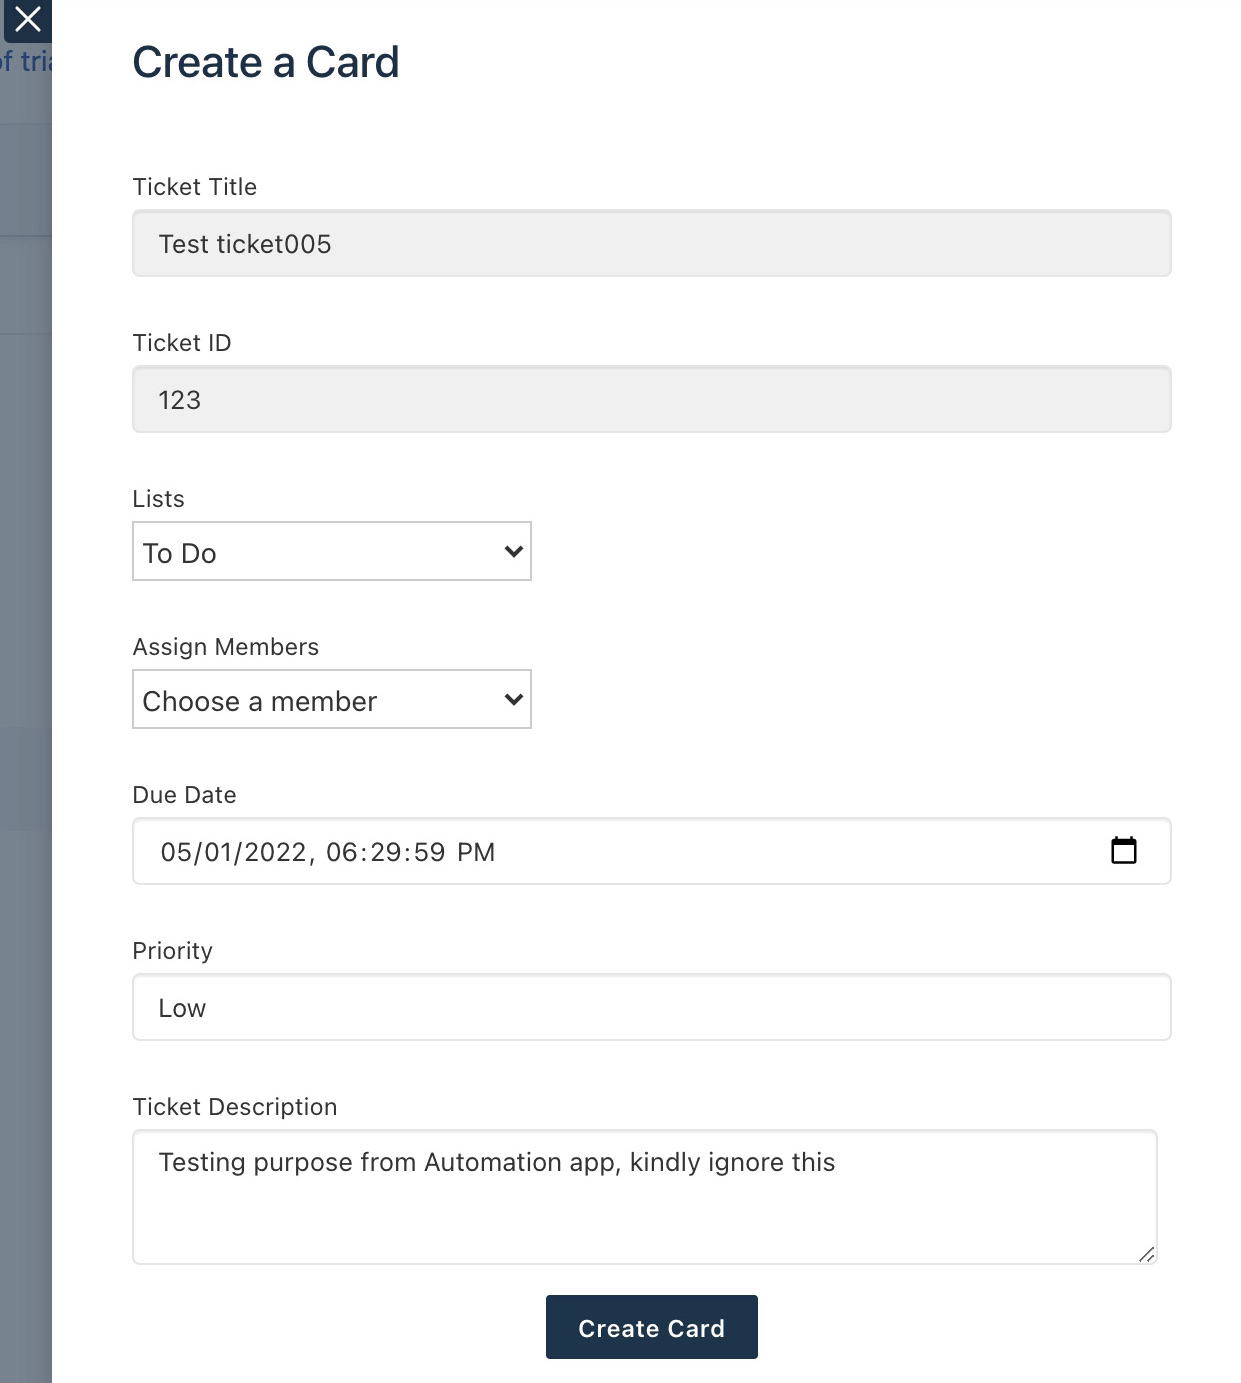 of tria
Create a Card
Ticket Title
Test ticket005
Ticket ID
123
Lists
To Do
Assign Members
Choose a member
Due Date
05/01/2022, 06:29:59 PM
Priority
Low
Ticket Description
Testing purpose from Automation app, kindly ignore this
Create Card